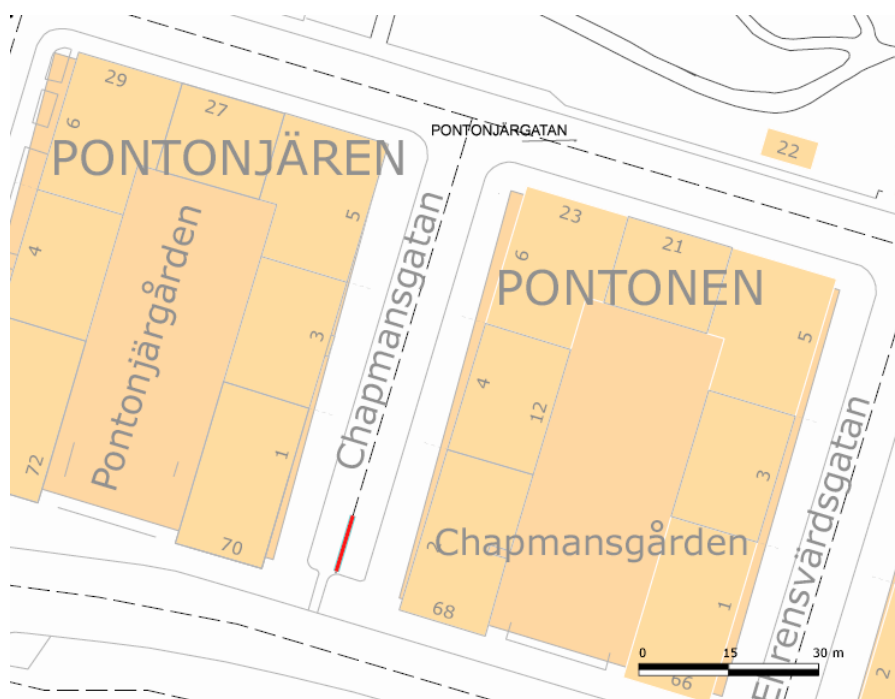 29
27
6
PONTONJÄREN
PONTONJÄRGATAN
22
5
4
Pontonjärgården
Chapmansgatan
23
21
6
PONTONEN
5
3
4
12
1
72
70
3
2
Chapmansgården
Ehrensvärdsgatan
68
1
66
2
0 15 30 m